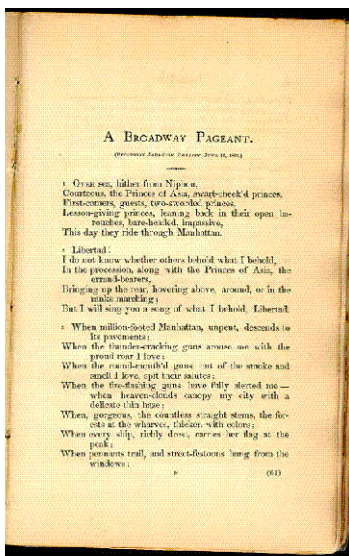 A BROADWAY PAGEANT.
(RECEPTION JAPANESE EMBASSY JUNE 16, 1860.)
1 OVER sea, hither from Niphon,
Courteous, the Princes of Asia, swart-cheek'd princes,
First-comers, guests, two-sworded princes,
Lesson-giving princes, leaning back in their open ba-
rouches, bare-headed, impassive,
This day they ride through Manhattan.
2 Libertad!
I do not know whether others behold what I behold,
In the procession, along with the Princes of Asia, the
errand-bearers,
Bringing up the rear, hovering above, around, or in the
ranks marching;
But I will sing you a song of what I behold, Libertad.
3 When million-footed Manhattan, unpent, descends to
its pavements;
When the thunder-cracking guns arouse me with the
proud roar I love;
When the round-mouth'd guns, out of the smoke and
smell I love, spit their salutes;
When the fire-flashing guns have fully alerted me—
when heaven-clouds canopy my city with a
delicate thin haze;
When, gorgeous, the countless straight stems, the for-
ests at the wharves, thicken with colors;
When every ship, richly drest, carries her flag at the
peak;
When pennants trail, and street-festoons hang from the
windows;
(61)